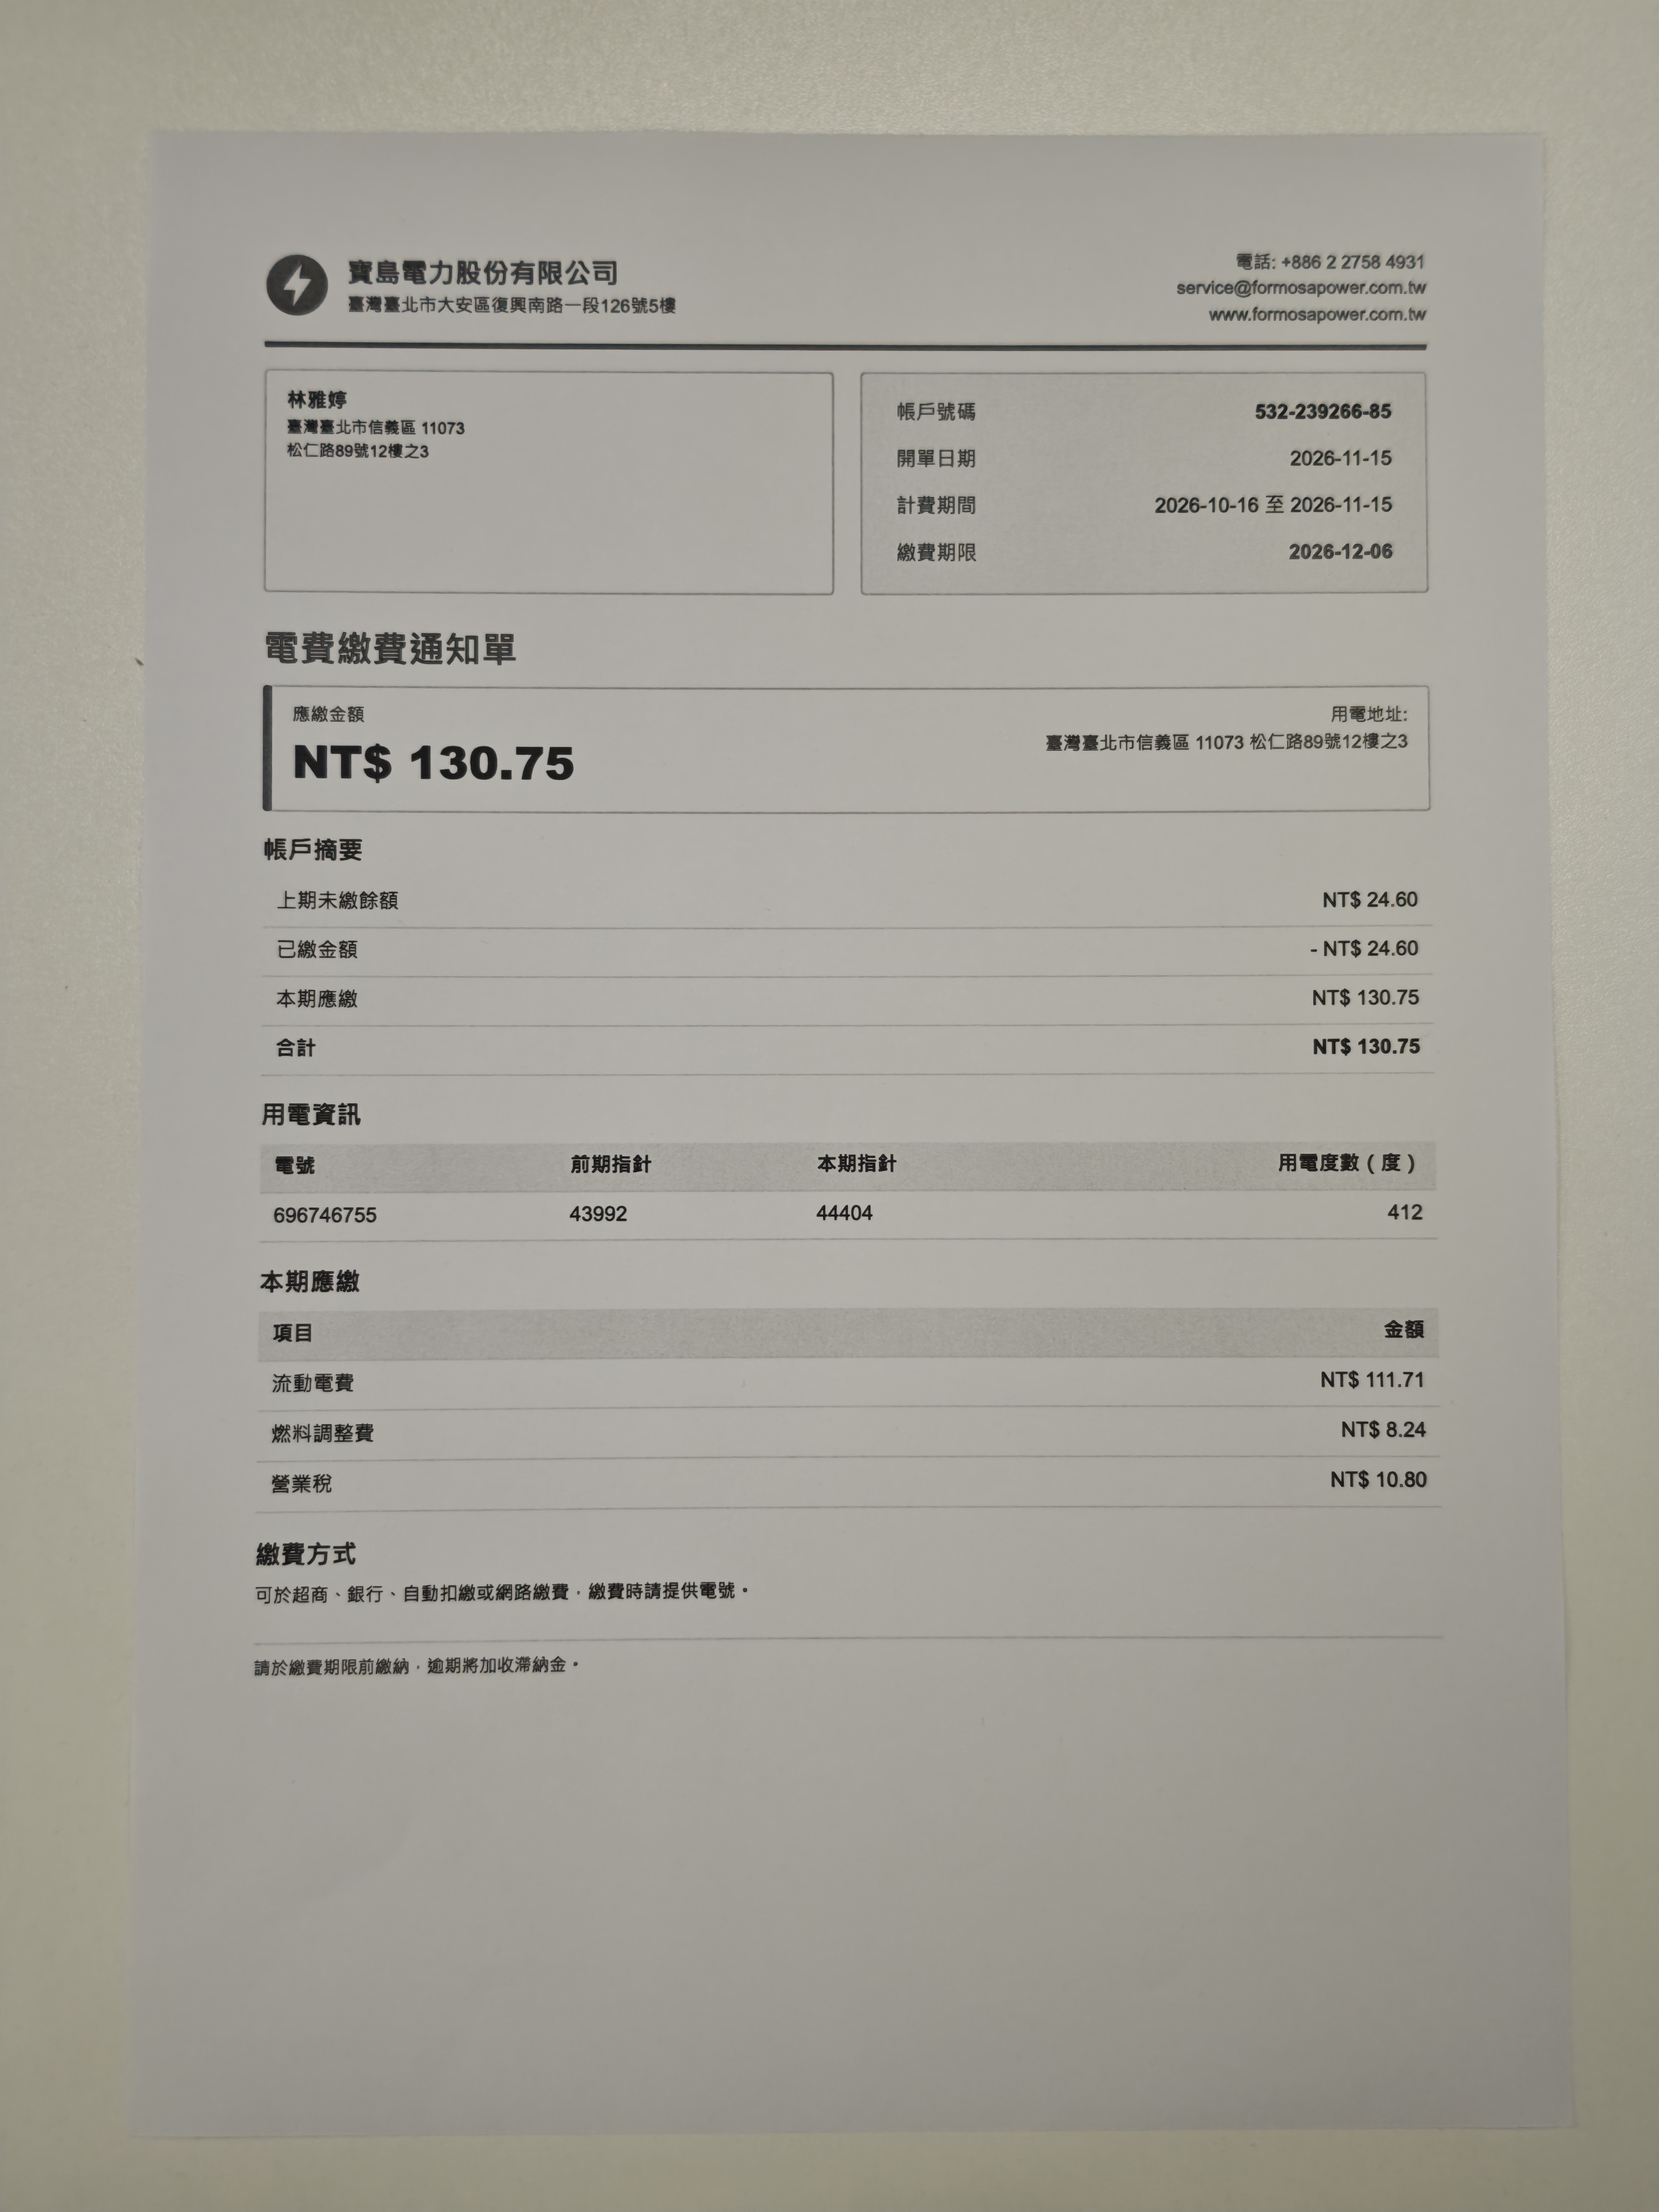 寶島電力股份有限公司
臺灣臺北市大安區復興南路一段126號5樓
電話: +886 2 2758 4931
service@formosapower.com.tw
www.formosapower.com.tw
林雅婷
臺灣臺北市信義區 11073
松仁路89號12樓之3
帳戶號碼 532-239266-85
開單日期 2026-11-15
計費期間 2026-10-16 至 2026-11-15
繳費期限 2026-12-06
電費繳費通知單
應繳金額
NT$ 130.75
用電地址:
臺灣臺北市信義區 11073 松仁路89號12樓之3
帳戶摘要
上期未繳餘額 NT$ 24.60
已繳金額 - NT$ 24.60
本期應繳 NT$ 130.75
合計 NT$ 130.75
用電資訊
電號 前期指針 本期指針 用電度數（度）
696746755 43992 44404 412
本期應繳
項目 金額
流動電費 NT$ 111.71
燃料調整費 NT$ 8.24
營業稅 NT$ 10.80
繳費方式
可於超商、銀行、自動扣繳或網路繳費，繳費時請提供電號。
請於繳費期限前繳納，逾期將加收滯納金。